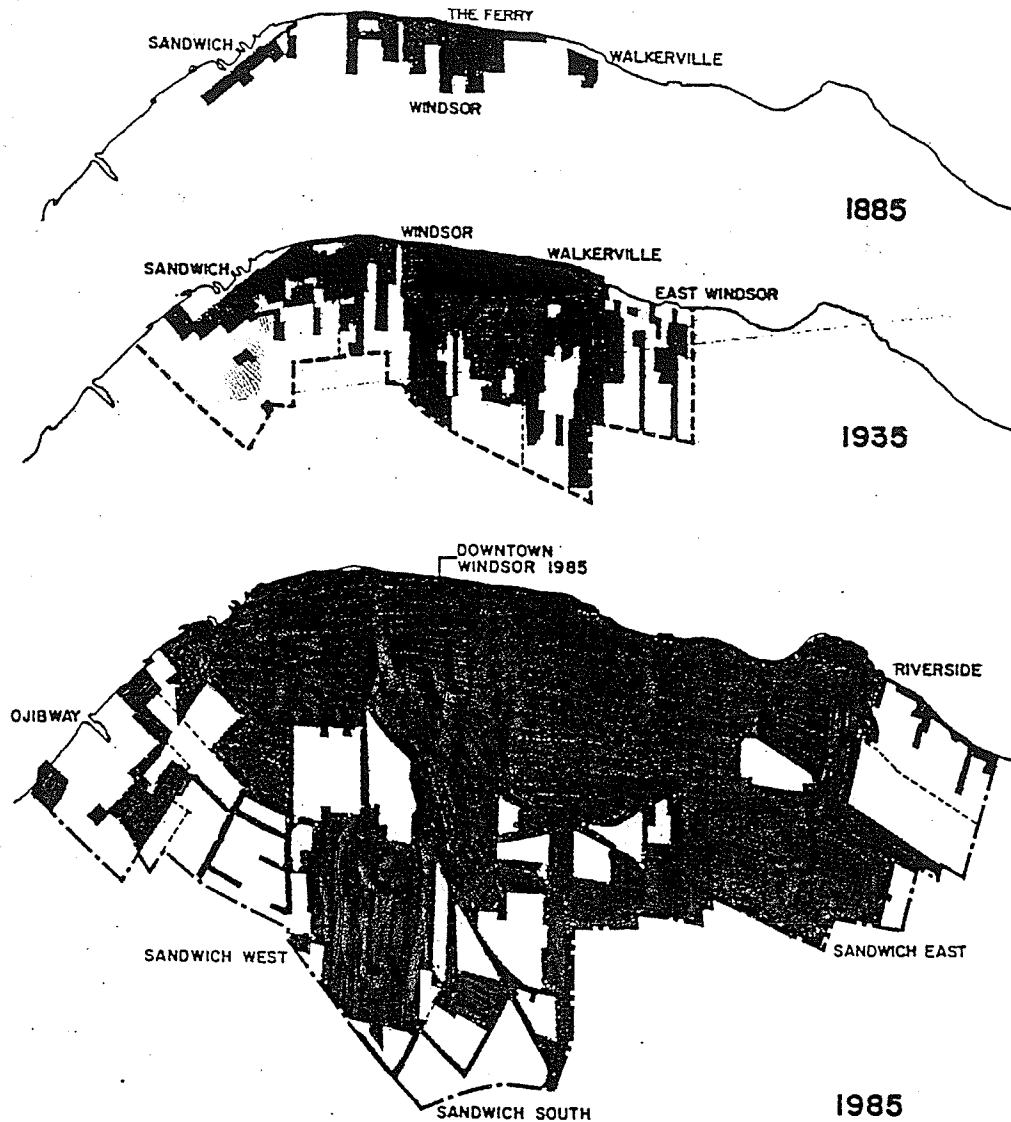 THE FERRY
SANDWICH
WALKERVILLE
WINDSOR
1885
WINDSOR
WALKERVILLE
SANDWICH
EAST WINDSOR
1935
DOWNTOWN
WINDSOR 1985
RIVERSIDE
OJIBWAY
SANDWICH WEST
SANDWICH EAST
SANDWICH SOUTH
1985